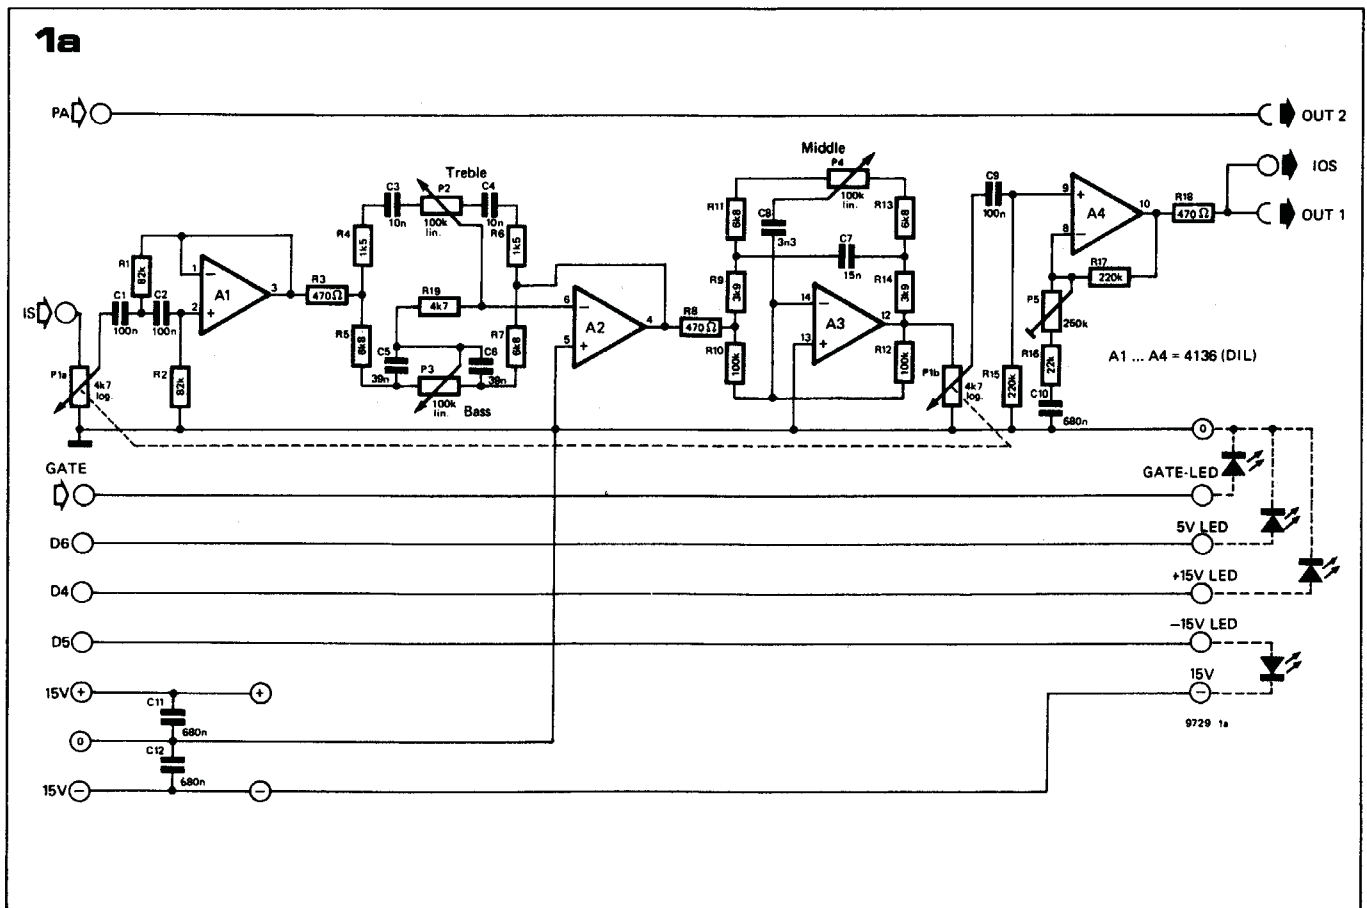 1a
PA
OUT 2
IOS
OUT 1
Treble
Middle
C3
10n
P2
100k
lin.
C4
10n
R4
1k5
R6
1k5
R11
6k8
P4
100k
lin.
R13
6k8
C8
3n3
C7
15n
C9
100n
9
+
A4
10
8
−
R18
470 Ω
R17
220k
R1
82k
C1
100n
C2
100n
1
−
2
+
A1
3
R3
470Ω
IS
P1a
4k7
log.
R2
82k
R19
4k7
R5
6k8
C5
39n
P3
100k
lin.
Bass
C6
39n
R7
6k8
6
−
5
+
A2
4
R8
470 Ω
R9
3k9
R10
100k
14
−
13
+
A3
12
R14
3k9
R12
100k
P1b
4k7
log.
R15
220k
P5
250k
R16
22k
C10
680n
A1 ... A4 = 4136 (DIL)
0
GATE
GATE-LED
D6
5V LED
D4
+15V LED
D5
−15V LED
15V
−
9729 1a
15V +
+
C11
680n
0
C12
680n
15V −
−